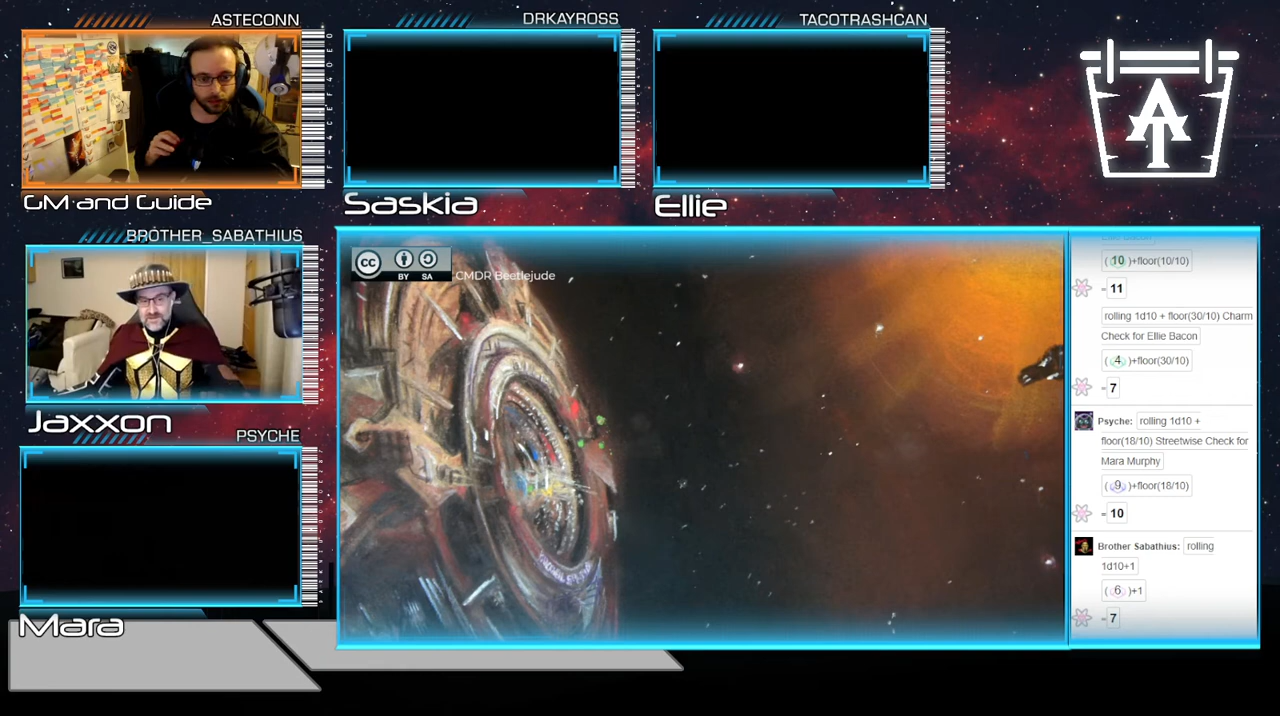 ASTECONN
DRKAYROSS
TACOTRASHCAN
GM and Guide
Saskia
Ellie
BROTHER_SABATHIUS
Jaxxon
PSYCHE
Mara
CC BY SA
CMDR Beetlejude
(10)+floor(10/10)
=11
rolling 1d10 + floor(30/10) Charm
Check for Ellie Bacon
(4)+floor(30/10)
=7
Psyche: rolling 1d10 +
floor(18/10) Streetwise Check for
Mara Murphy
(9)+floor(18/10)
=10
Brother Sabathius: rolling
1d10+1
(6)+1
=7